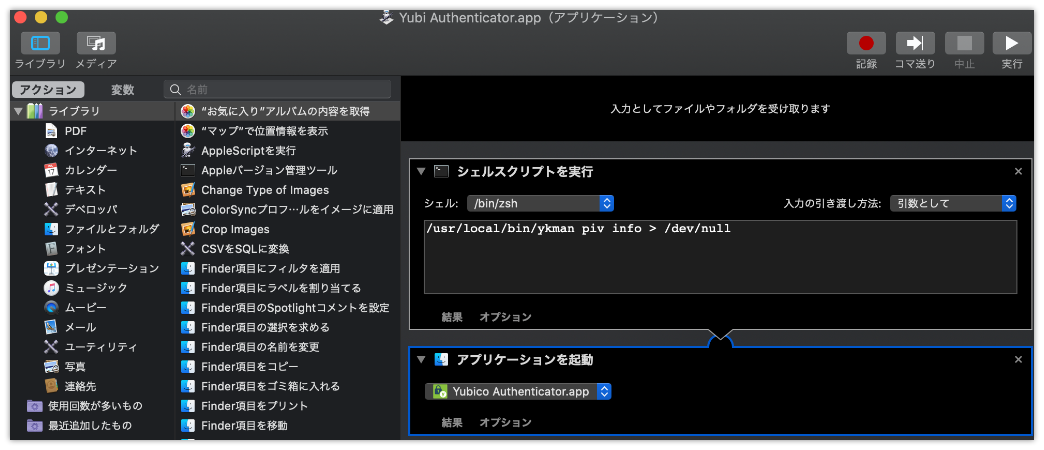 Yubi Authenticator.app（アプリケーション）
ライブラリ メディア
記録 コマ送り 中止 実行
アクション 変数 名前
ライブラリ
PDF
インターネット
カレンダー
テキスト
デベロッパ
ファイルとフォルダ
フォント
プレゼンテーション
ミュージック
ムービー
メール
ユーティリティ
写真
連絡先
使用回数が多いもの
最近追加したもの
“お気に入り”アルバムの内容を取得
“マップ”で位置情報を表示
AppleScriptを実行
Appleバージョン管理ツール
Change Type of Images
ColorSyncプロフ…ルをイメージに適用
Crop Images
CSVをSQLに変換
Finder項目にフィルタを適用
Finder項目にラベルを割り当てる
Finder項目のSpotlightコメントを設定
Finder項目の選択を求める
Finder項目の名前を変更
Finder項目をコピー
Finder項目をゴミ箱に入れる
Finder項目をプリント
Finder項目を移動
入力としてファイルやフォルダを受け取ります
シェルスクリプトを実行
シェル: /bin/zsh 入力の引き渡し方法: 引数として
/usr/local/bin/ykman piv info > /dev/null
結果 オプション
アプリケーションを起動
Yubico Authenticator.app
結果 オプション